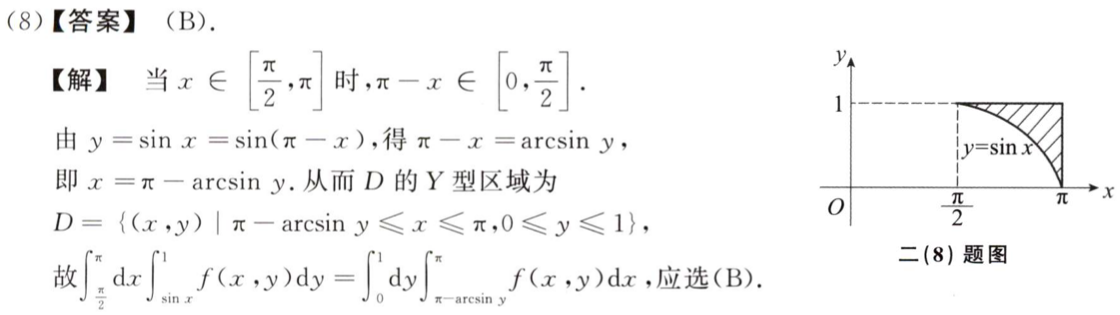 (8)【答案】 (B).
【解】 当 x ∈ [π/2,π] 时,π－x ∈ [0,π/2].
由 y＝sin x＝sin(π－x),得 π－x＝arcsin y,
即 x＝π－arcsin y.从而 D 的 Y 型区域为
D＝{(x,y)｜π－arcsin y≤x≤π,0≤y≤1},
故∫_{π/2}^{π}dx∫_{sin x}^{1}f(x,y)dy＝∫_{0}^{1}dy∫_{π－arcsin y}^{π}f(x,y)dx,应选(B).
y
1
y=sin x
O
π/2
π
x
二(8) 题图